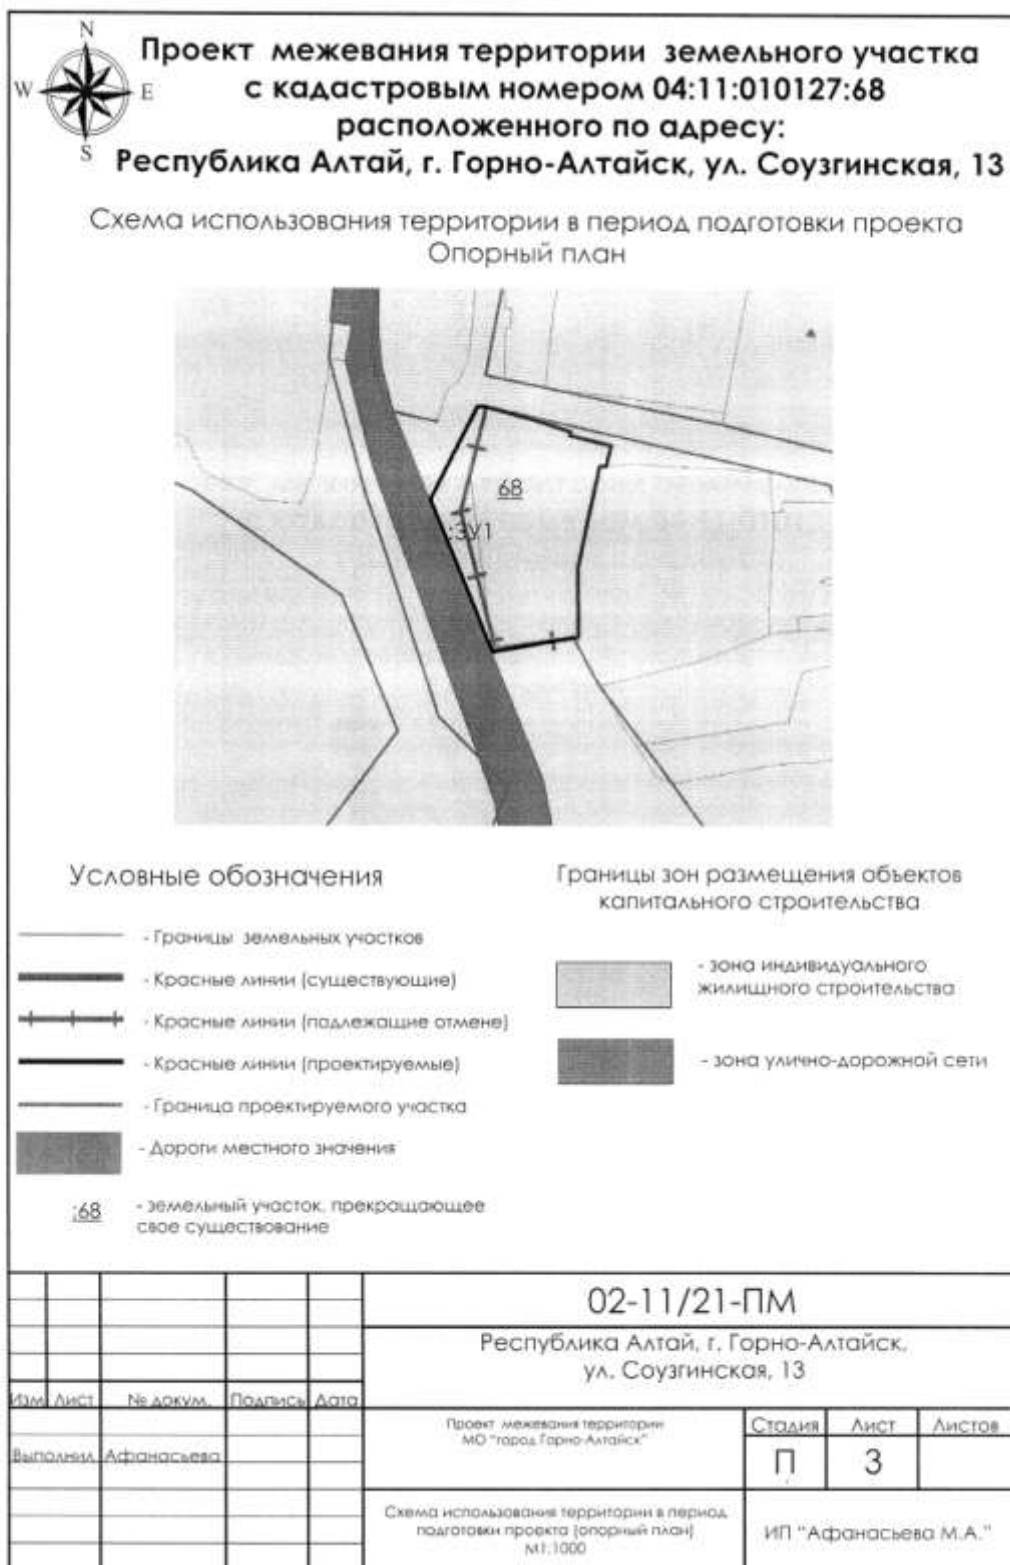 N
W E
S
Проект межевания территории земельного участка
с кадастровым номером 04:11:010127:68
расположенного по адресу:
Республика Алтай, г. Горно-Алтайск, ул. Соузгинская, 13
Схема использования территории в период подготовки проекта
Опорный план
68
:ЗУ1
Условные обозначения
- Границы земельных участков
- Красные линии (существующие)
- Красные линии (подлежащие отмене)
- Красные линии (проектируемые)
- Граница проектируемого участка
- Дороги местного значения
:68 - земельный участок, прекращающее
свое существование
Границы зон размещения объектов
капитального строительства
- зона индивидуального
жилищного строительства
- зона улично-дорожной сети
02-11/21-ПМ
Республика Алтай, г. Горно-Алтайск,
ул. Соузгинская, 13
Изм Лист № докум. Подпись Дата
Выполнил Афанасьева
Проект межевания территории
МО "город Горно-Алтайск"
Стадия Лист Листов
П 3
Схема использования территории в период
подготовки проекта (опорный план)
М1:1000
ИП "Афанасьева М.А."